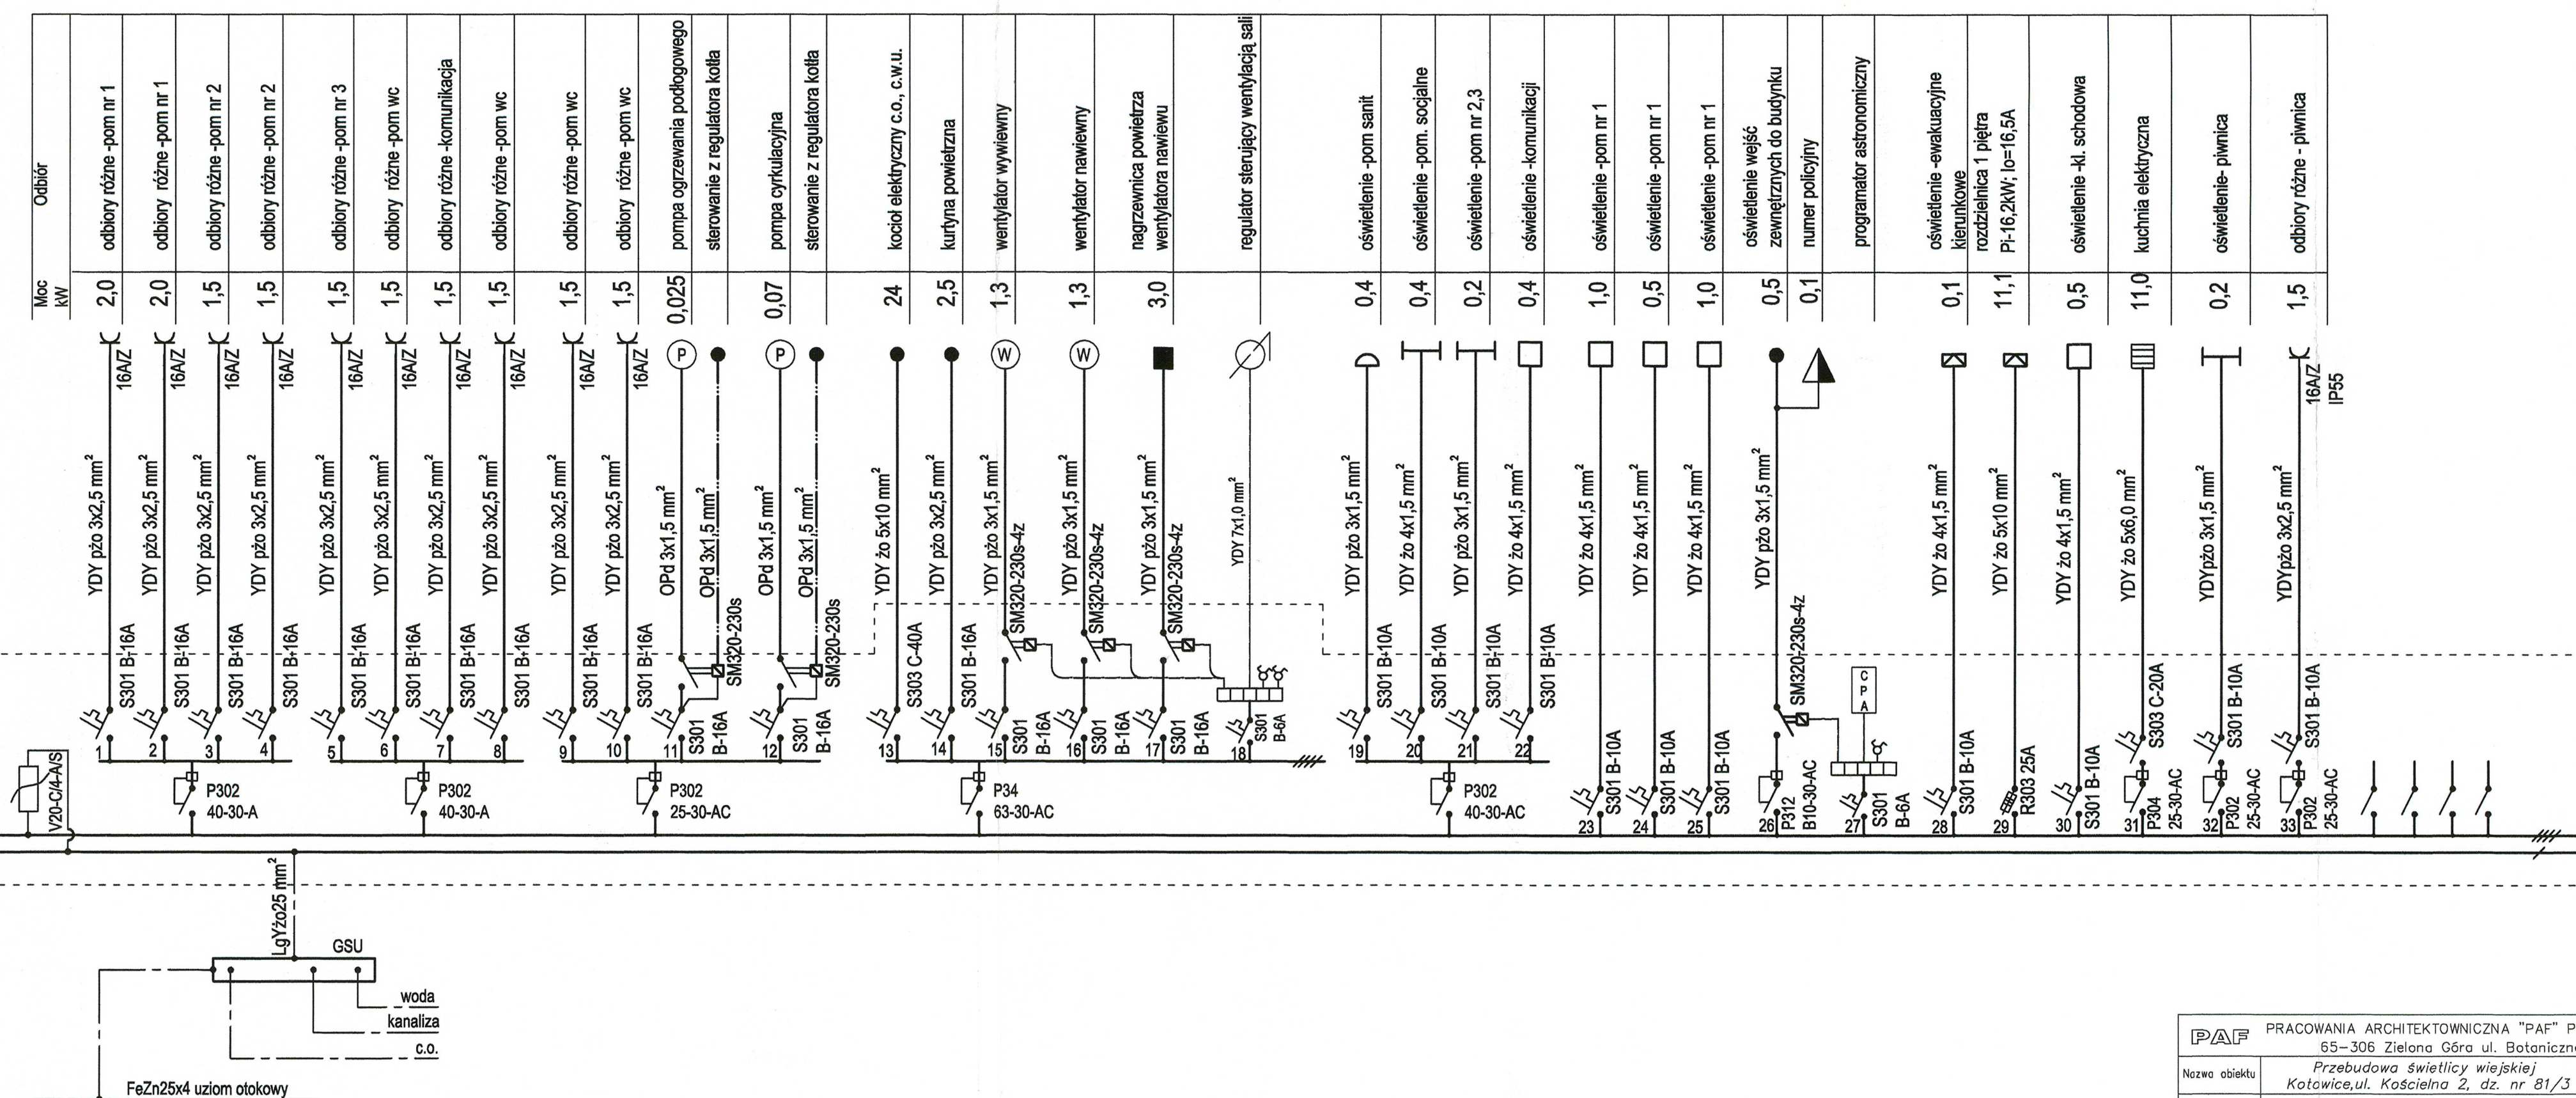 Odbiór
odbiory różne -pom nr 1
odbiory różne -pom nr 1
odbiory różne -pom nr 2
odbiory różne -pom nr 2
odbiory różne -pom nr 3
odbiory różne -pom wc
odbiory różne -komunikacja
odbiory różne -pom wc
odbiory różne -pom wc
odbiory różne -pom wc
pompa ogrzewania podłogowego
sterowanie z regulatora kotła
pompa cyrkulacyjna
sterowanie z regulatora kotła
kocioł elektryczny c.o., c.w.u.
kurtyna powietrzna
wentylator wywiewny
wentylator nawiewny
nagrzewnica powietrza
wentylatora nawiewu
regulator sterujący wentylacją sali
oświetlenie -pom sanit
oświetlenie -pom. socjalne
oświetlenie -pom nr 2,3
oświetlenie -komunikacji
oświetlenie -pom nr 1
oświetlenie -pom nr 1
oświetlenie -pom nr 1
oświetlenie wejść
zewnętrznych do budynku
numer policyjny
programator astronomiczny
oświetlenie -ewakuacyjne
kierunkowe
rozdzielnica 1 piętra
Pi-16,2kW; Io=16,5A
oświetlenie -kl. schodowa
kuchnia elektryczna
oświetlenie- piwnica
odbiory różne - piwnica
Moc
kW
2,0
2,0
1,5
1,5
1,5
1,5
1,5
1,5
1,5
1,5
0,025
0,07
24
2,5
1,3
1,3
3,0
0,4
0,4
0,2
0,4
1,0
0,5
1,0
0,5
0,1
0,1
11,1
0,5
11,0
0,2
1,5
16A/Z
16A/Z
16A/Z
16A/Z
16A/Z
16A/Z
16A/Z
16A/Z
16A/Z
16A/Z
P
P
W
W
16A/Z
IP55
YDY pżo 3x2,5 mm²
YDY pżo 3x2,5 mm²
YDY pżo 3x2,5 mm²
YDY pżo 3x2,5 mm²
YDY pżo 3x2,5 mm²
YDY pżo 3x2,5 mm²
YDY pżo 3x2,5 mm²
YDY pżo 3x2,5 mm²
YDY pżo 3x2,5 mm²
YDY pżo 3x2,5 mm²
OPd 3x1,5 mm²
OPd 3x1,5 mm²
OPd 3x1,5 mm²
OPd 3x1,5 mm²
YDY żo 5x10 mm²
YDY pżo 3x2,5 mm²
YDY pżo 3x1,5 mm²
YDY pżo 3x1,5 mm²
YDY pżo 3x1,5 mm²
YDY 7x1,0 mm²
YDY pżo 3x1,5 mm²
YDY żo 4x1,5 mm²
YDY pżo 3x1,5 mm²
YDY żo 4x1,5 mm²
YDY żo 4x1,5 mm²
YDY żo 4x1,5 mm²
YDY żo 4x1,5 mm²
YDY pżo 3x1,5 mm²
YDY żo 4x1,5 mm²
YDY żo 5x10 mm²
YDY żo 4x1,5 mm²
YDY żo 5x6,0 mm²
YDYpżo 3x1,5 mm²
YDYpżo 3x2,5 mm²
SM320-230s
SM320-230s
SM320-230s-4z
SM320-230s-4z
SM320-230s-4z
SM320-230s-4z
C
P
A
S301 B-16A
S301 B-16A
S301 B-16A
S301 B-16A
S301 B-16A
S301 B-16A
S301 B-16A
S301 B-16A
S301 B-16A
S301 B-16A
S301
B-16A
S301
B-16A
S303 C-40A
S301 B-16A
S301
B-16A
S301
B-16A
S301
B-16A
S301
B-6A
S301 B-10A
S301 B-10A
S301 B-10A
S301 B-10A
S301 B-10A
S301 B-10A
S301 B-10A
P312
B10-30-AC
S301
B-6A
S301 B-10A
R303 25A
S301 B-10A
S303 C-20A
P304
25-30-AC
S301 B-10A
P302
25-30-AC
S301 B-10A
P302
25-30-AC
1
2
3
4
5
6
7
8
9
10
11
12
13
14
15
16
17
18
19
20
21
22
23
24
25
26
27
28
29
30
31
32
33
V20-C/4-A/S
P302
40-30-A
P302
40-30-A
P302
25-30-AC
P34
63-30-AC
P302
40-30-AC
LgYżo25 mm²
GSU
woda
kanaliza
c.o.
FeZn25x4 uziom otokowy
PAF
PRACOWANIA ARCHITEKTOWNICZNA "PAF" P
65-306 Zielona Góra ul. Botaniczn
Nazwa obiektu
Przebudowa świetlicy wiejskiej
Kotowice,ul. Kościelna 2, dz. nr 81/3